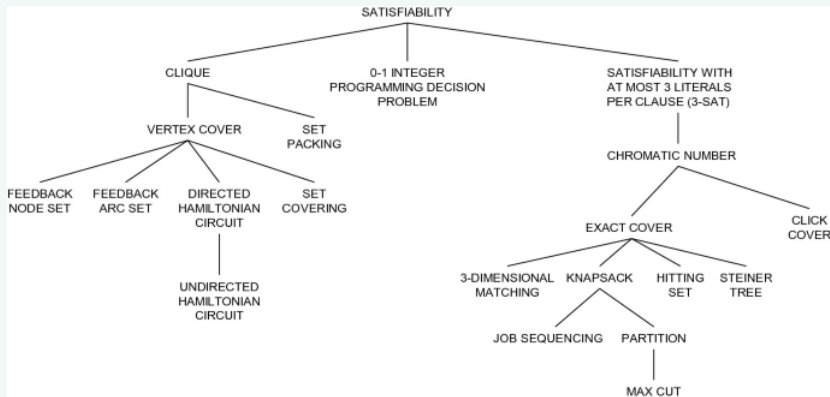 SATISFIABILITY
CLIQUE
0-1 INTEGER
PROGRAMMING DECISION
PROBLEM
SATISFIABILITY WITH
AT MOST 3 LITERALS
PER CLAUSE (3-SAT)
VERTEX COVER
SET
PACKING
CHROMATIC NUMBER
FEEDBACK
NODE SET
FEEDBACK
ARC SET
DIRECTED
HAMILTONIAN
CIRCUIT
SET
COVERING
EXACT COVER
CLICK
COVER
UNDIRECTED
HAMILTONIAN
CIRCUIT
3-DIMENSIONAL
MATCHING
KNAPSACK
HITTING
SET
STEINER
TREE
JOB SEQUENCING
PARTITION
MAX CUT